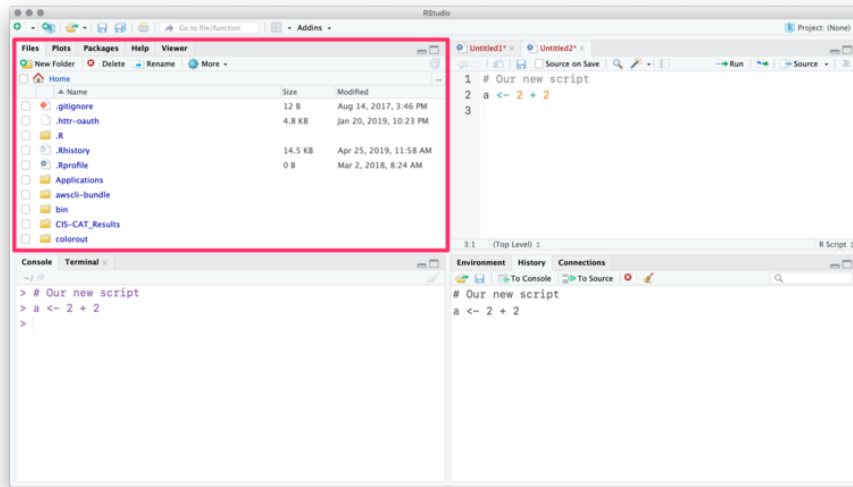 RStudio
Go to file/function Addins Project: (None)
Files Plots Packages Help Viewer
New Folder Delete Rename More
Home ...
Name Size Modified
.gitignore 12 B Aug 14, 2017, 3:46 PM
.httr-oauth 4.8 KB Jan 20, 2019, 10:23 PM
.R
.Rhistory 14.5 KB Apr 25, 2019, 11:58 AM
.Rprofile 0 B Mar 2, 2018, 8:24 AM
Applications
awscli-bundle
bin
CIS-CAT_Results
colorout
Untitled1* × Untitled2* ×
Source on Save Run Source
1 # Our new script
2 a <- 2 + 2
3
3:1 (Top Level) R Script
Console Terminal ×
~/
> # Our new script
> a <- 2 + 2
>
Environment History Connections
To Console To Source
# Our new script
a <- 2 + 2